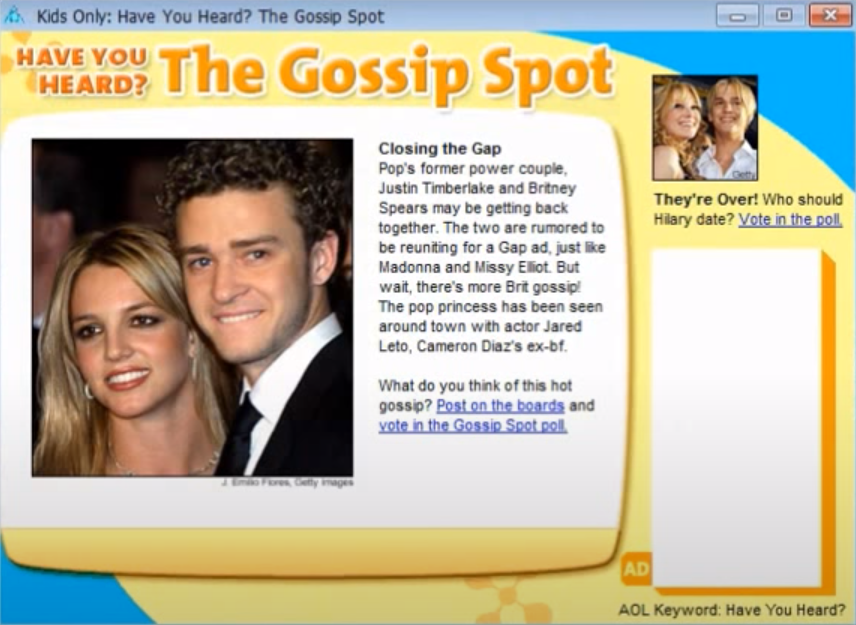 Kids Only: Have You Heard? The Gossip Spot
HAVE YOU
HEARD?
The Gossip Spot
Closing the Gap
Pop's former power couple,
Justin Timberlake and Britney
Spears may be getting back
together. The two are rumored to
be reuniting for a Gap ad, just like
Madonna and Missy Elliot. But
wait, there's more Brit gossip!
The pop princess has been seen
around town with actor Jared
Leto, Cameron Diaz's ex-bf.
What do you think of this hot
gossip? Post on the boards and
vote in the Gossip Spot poll.
J. Emilio Flores, Getty Images
Getty
They're Over! Who should
Hilary date? Vote in the poll.
AD
AOL Keyword: Have You Heard?